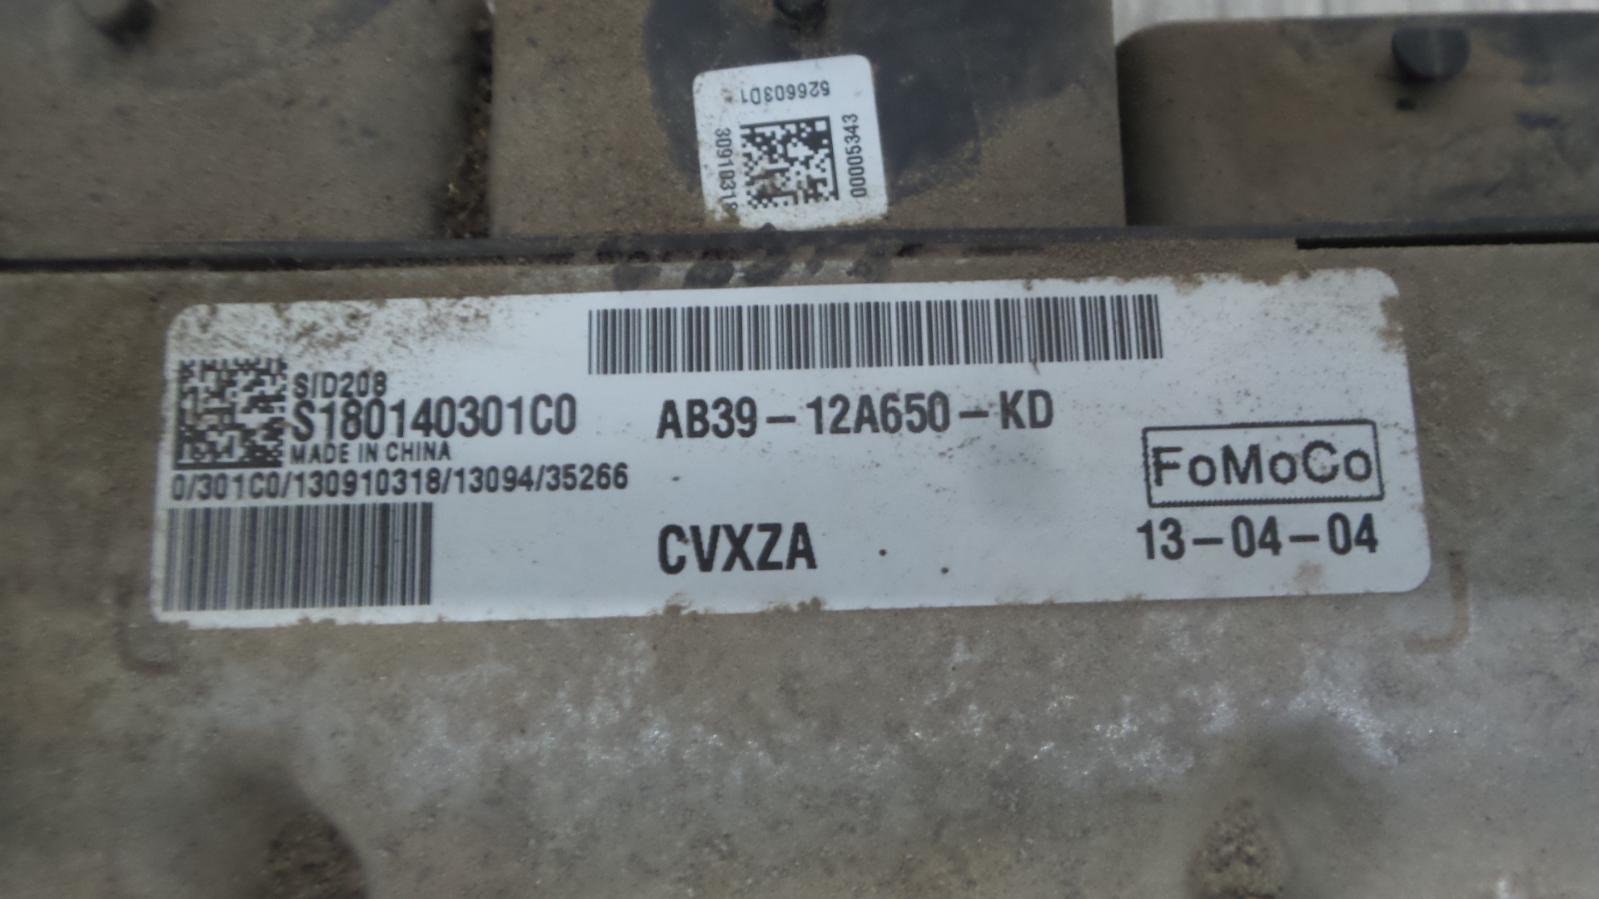 526603D1
30910318
00005343
SID208
S180140301C0
MADE IN CHINA
0/301C0/130910318/13094/35266
AB39-12A650-KD
FoMoCo
CVXZA
13-04-04